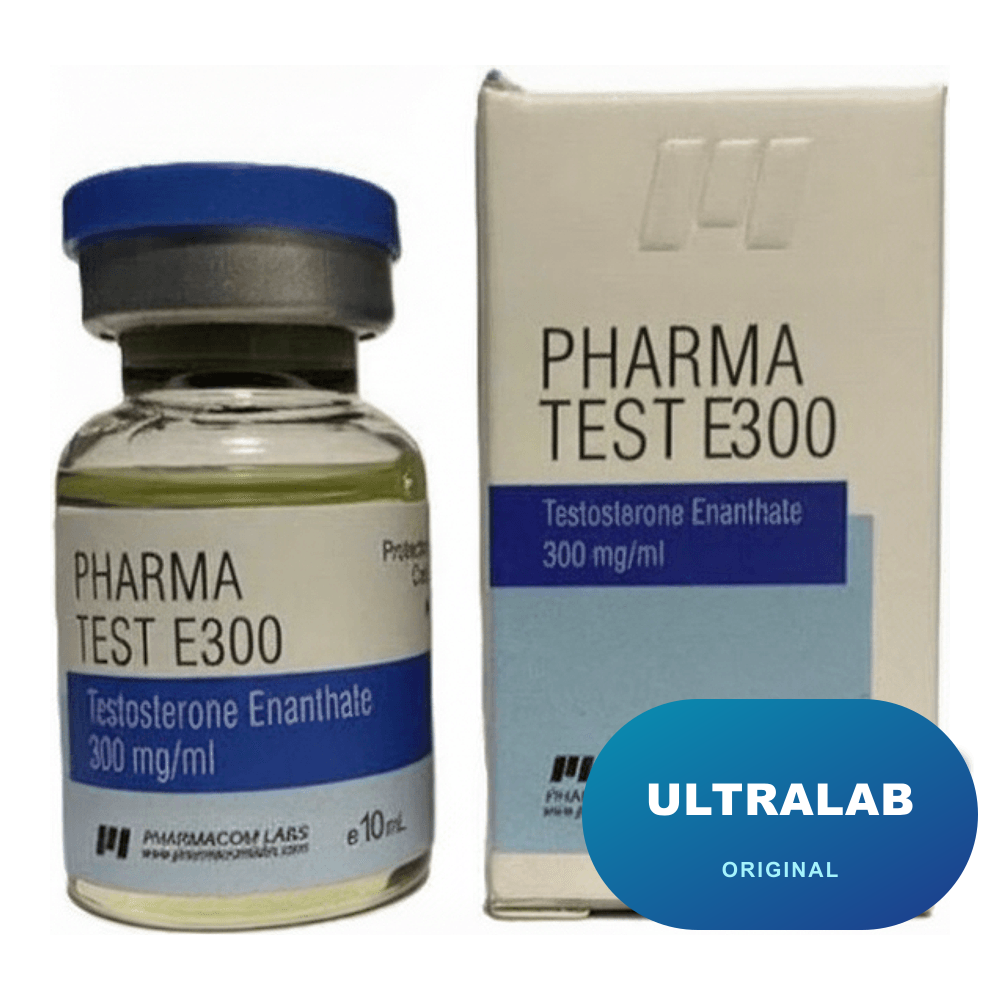 PHARMA
TEST E300
Testosterone Enanthate
300 mg/ml
PHARMACOM LABS
e10mL
PHARMA
TEST E300
Testosterone Enanthate
300 mg/ml
ULTRALAB
ORIGINAL